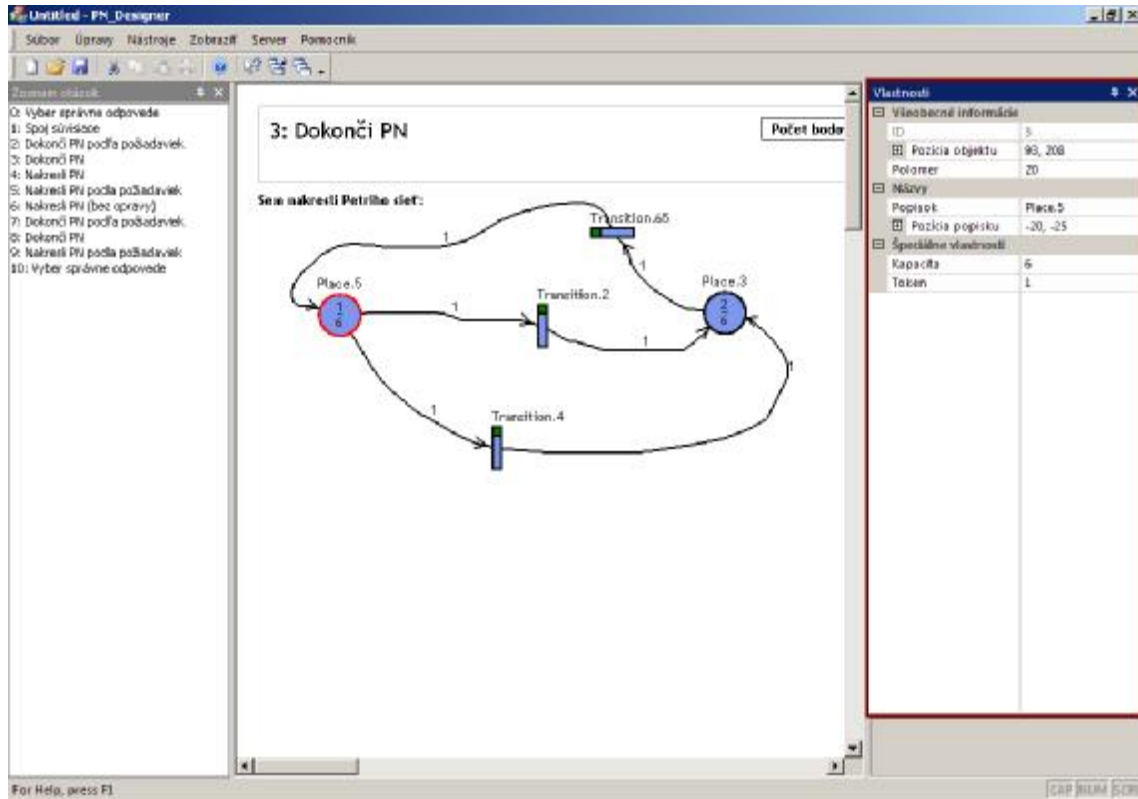 Untitled - PN_Designer
Súbor Úpravy Nástroje Zobraziť Server Pomocník
Zoznam otázok
0: Vyber správne odpovede
1: Spoj súvisiace
2: Dokonči PN podľa požiadaviek.
3: Dokonči PN
4: Nakresli PN
5: Nakresli PN podla požiadaviek
6: Nakresli PN (bez opravy)
7: Dokonči PN podľa požiadaviek.
8: Dokonči PN
9: Nakresli PN podla požiadaviek
10: Vyber správne odpovede
3: Dokonči PN
Počet bodov
Sem nakresli Petriho sieť:
Transition.65
1
1
Place.5
1
6
1
Transition.2
1
Place.3
2
6
1
1
Transition.4
Vlastnosti
Všeobecné informácie
ID
Pozícia objektu 93, 208
Polomer 20
Názvy
Popisok Place.5
Pozícia popisku -20, -25
Špeciálne vlastnosti
Kapacita 6
Token 1
For Help, press F1
CAP NUM SCR